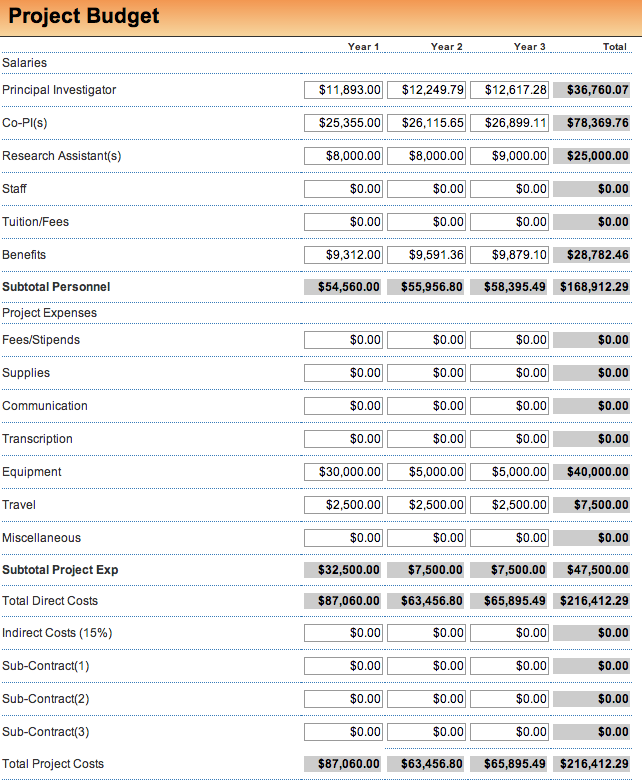 Project Budget
Year 1 Year 2 Year 3 Total
Salaries
Principal Investigator $11,893.00 $12,249.79 $12,617.28 $36,760.07
Co-PI(s) $25,355.00 $26,115.65 $26,899.11 $78,369.76
Research Assistant(s) $8,000.00 $8,000.00 $9,000.00 $25,000.00
Staff $0.00 $0.00 $0.00 $0.00
Tuition/Fees $0.00 $0.00 $0.00 $0.00
Benefits $9,312.00 $9,591.36 $9,879.10 $28,782.46
Subtotal Personnel $54,560.00 $55,956.80 $58,395.49 $168,912.29
Project Expenses
Fees/Stipends $0.00 $0.00 $0.00 $0.00
Supplies $0.00 $0.00 $0.00 $0.00
Communication $0.00 $0.00 $0.00 $0.00
Transcription $0.00 $0.00 $0.00 $0.00
Equipment $30,000.00 $5,000.00 $5,000.00 $40,000.00
Travel $2,500.00 $2,500.00 $2,500.00 $7,500.00
Miscellaneous $0.00 $0.00 $0.00 $0.00
Subtotal Project Exp $32,500.00 $7,500.00 $7,500.00 $47,500.00
Total Direct Costs $87,060.00 $63,456.80 $65,895.49 $216,412.29
Indirect Costs (15%) $0.00 $0.00 $0.00 $0.00
Sub-Contract(1) $0.00 $0.00 $0.00 $0.00
Sub-Contract(2) $0.00 $0.00 $0.00 $0.00
Sub-Contract(3) $0.00 $0.00 $0.00 $0.00
Total Project Costs $87,060.00 $63,456.80 $65,895.49 $216,412.29